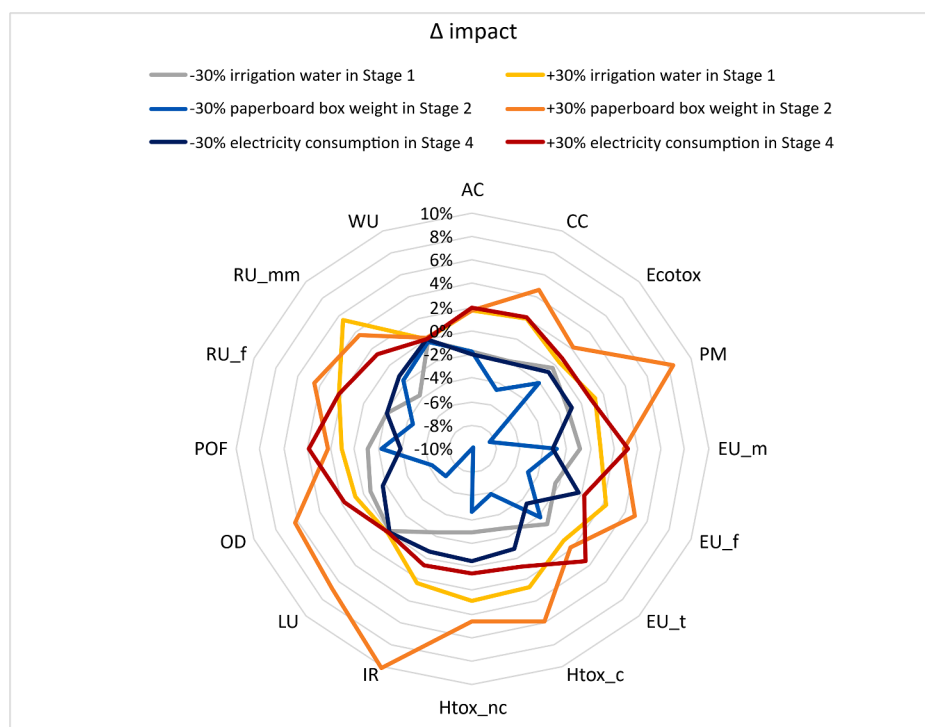 Δ impact
-30% irrigation water in Stage 1
+30% irrigation water in Stage 1
-30% paperboard box weight in Stage 2
+30% paperboard box weight in Stage 2
-30% electricity consumption in Stage 4
+30% electricity consumption in Stage 4
AC
CC
Ecotox
PM
EU_m
EU_f
EU_t
Htox_c
Htox_nc
IR
LU
OD
POF
RU_f
RU_mm
WU
10%
8%
6%
4%
2%
0%
-2%
-4%
-6%
-8%
-10%